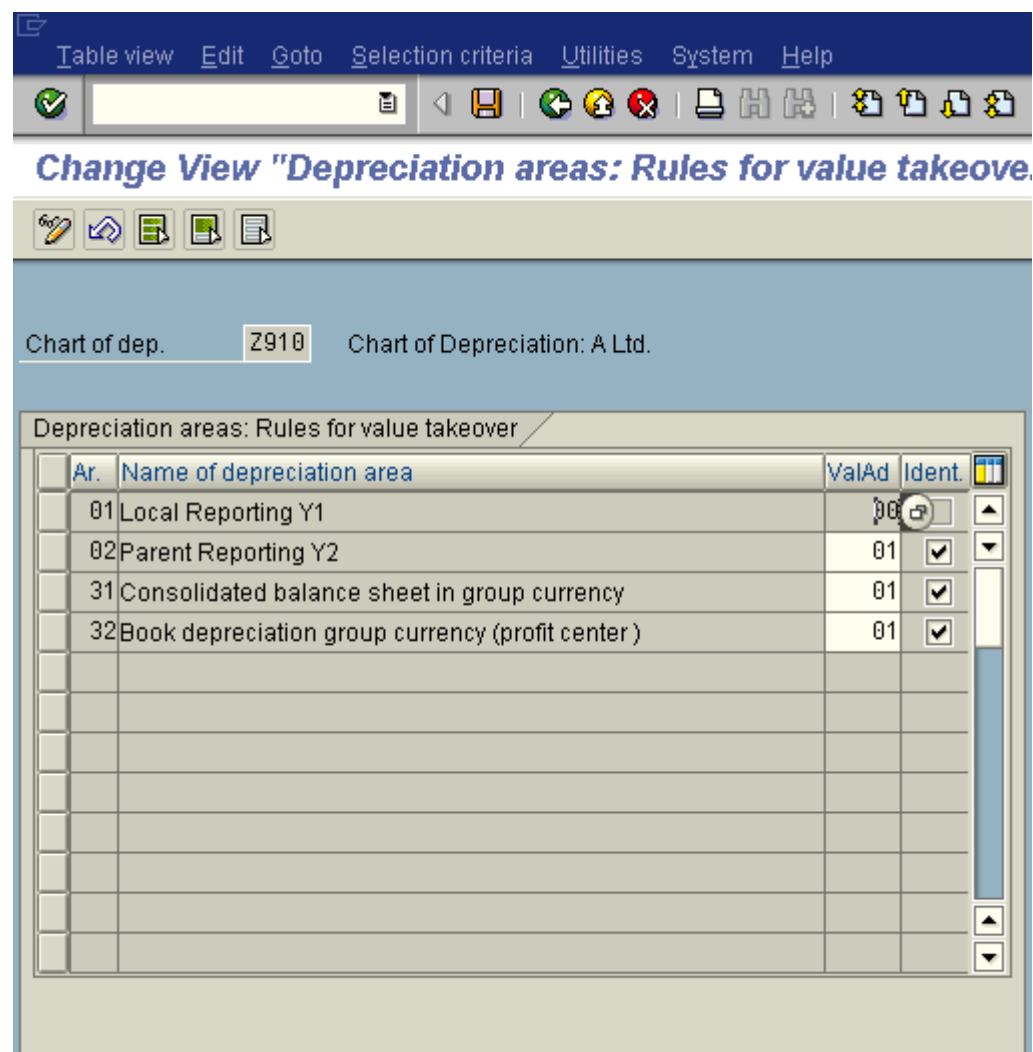 Table view Edit Goto Selection criteria Utilities System Help
Change View "Depreciation areas: Rules for value takeove
Chart of dep. Z910 Chart of Depreciation: A Ltd.
Depreciation areas: Rules for value takeover
Ar. Name of depreciation area ValAd Ident.
01 Local Reporting Y1 00
02 Parent Reporting Y2 01
31 Consolidated balance sheet in group currency 01
32 Book depreciation group currency (profit center ) 01